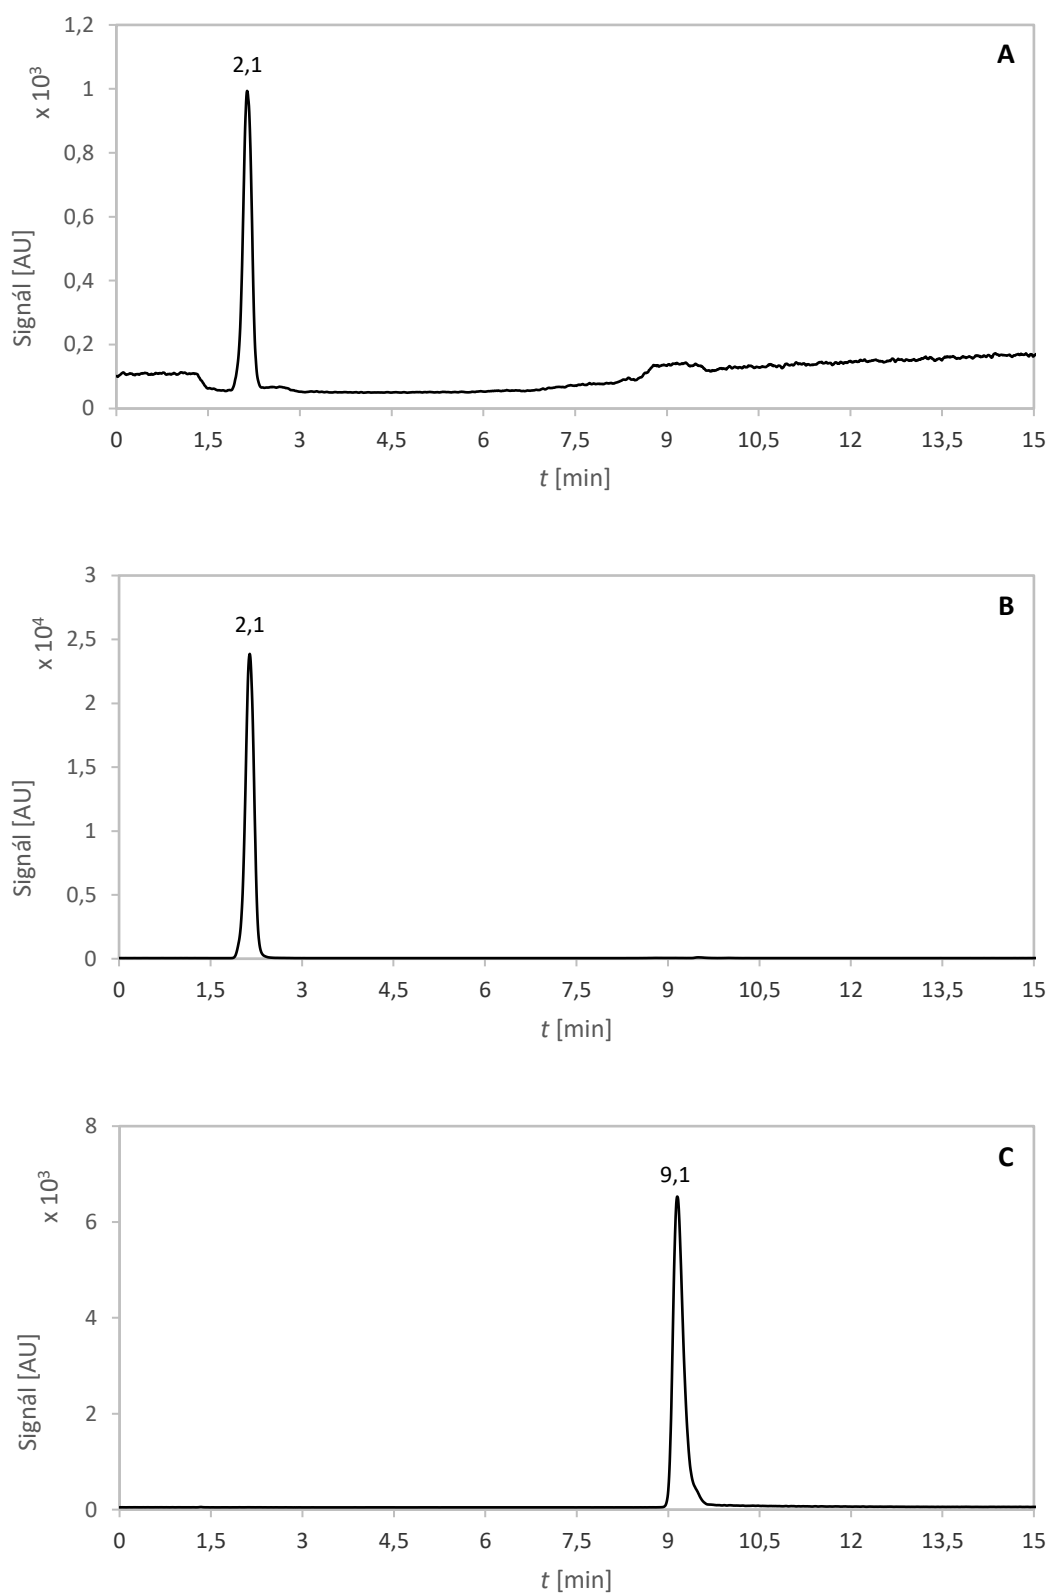 A
x 10³
Signál [AU]
1,2
1
0,8
0,6
0,4
0,2
0
2,1
0 1,5 3 4,5 6 7,5 9 10,5 12 13,5 15
t [min]
B
x 10⁴
Signál [AU]
3
2,5
2
1,5
1
0,5
0
2,1
0 1,5 3 4,5 6 7,5 9 10,5 12 13,5 15
t [min]
C
x 10³
Signál [AU]
8
6
4
2
0
9,1
0 1,5 3 4,5 6 7,5 9 10,5 12 13,5 15
t [min]